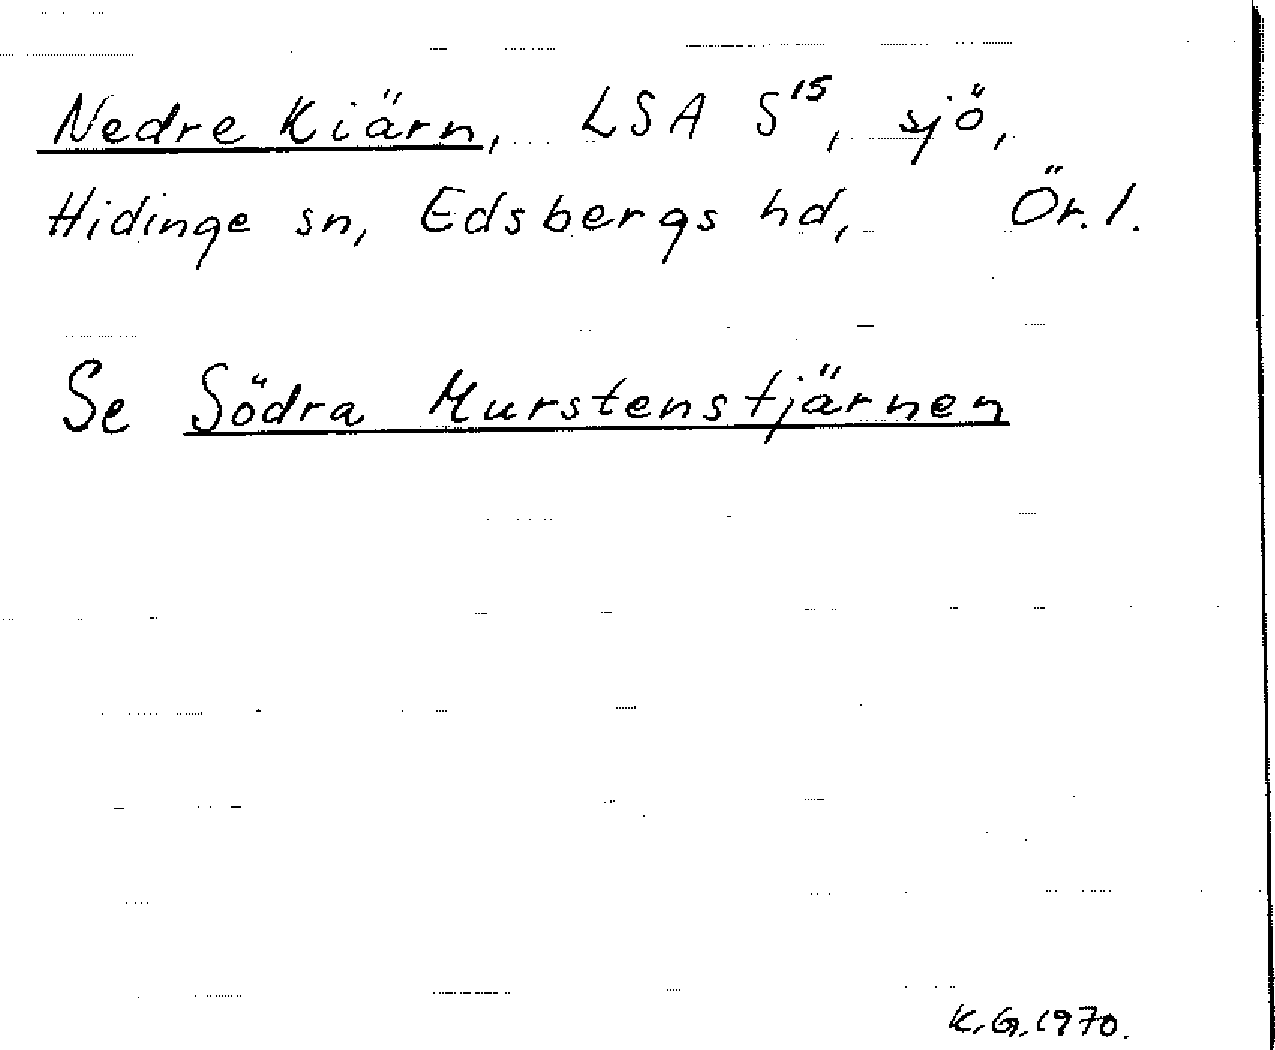 Nedre Kiärn, LSA S¹⁵, sjö,
Hidinge sn, Edsbergs hd, Ör. l.
Se Södra Murstenstjärnen
K.G. 1970.